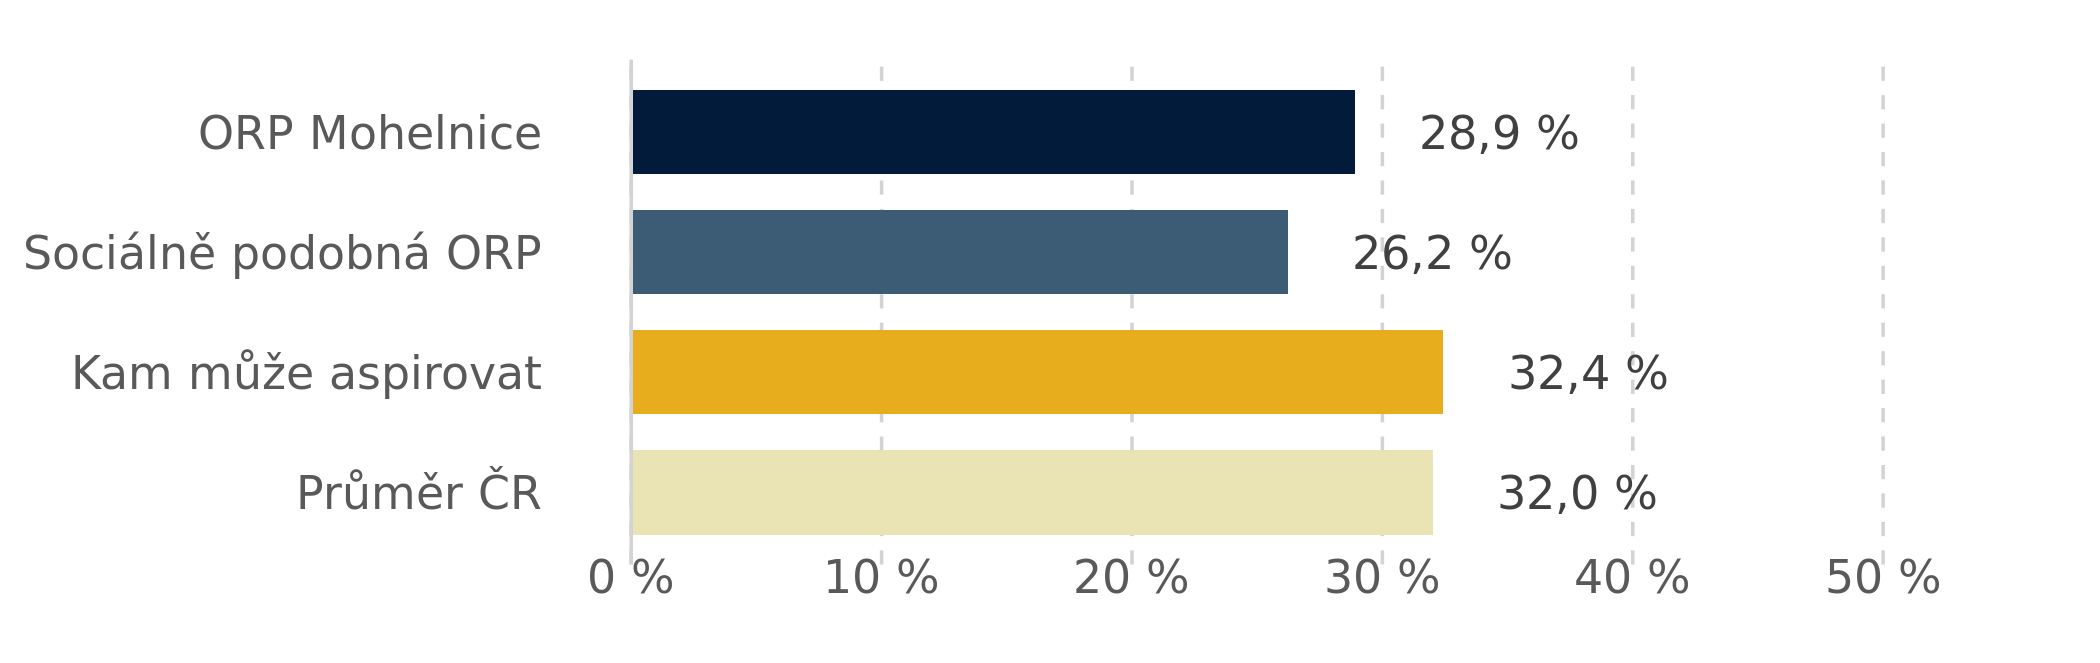 ORP Mohelnice
28,9 %
Sociálně podobná ORP
26,2 %
Kam může aspirovat
32,4 %
Průměr ČR
32,0 %
0 % 10 % 20 % 30 % 40 % 50 %